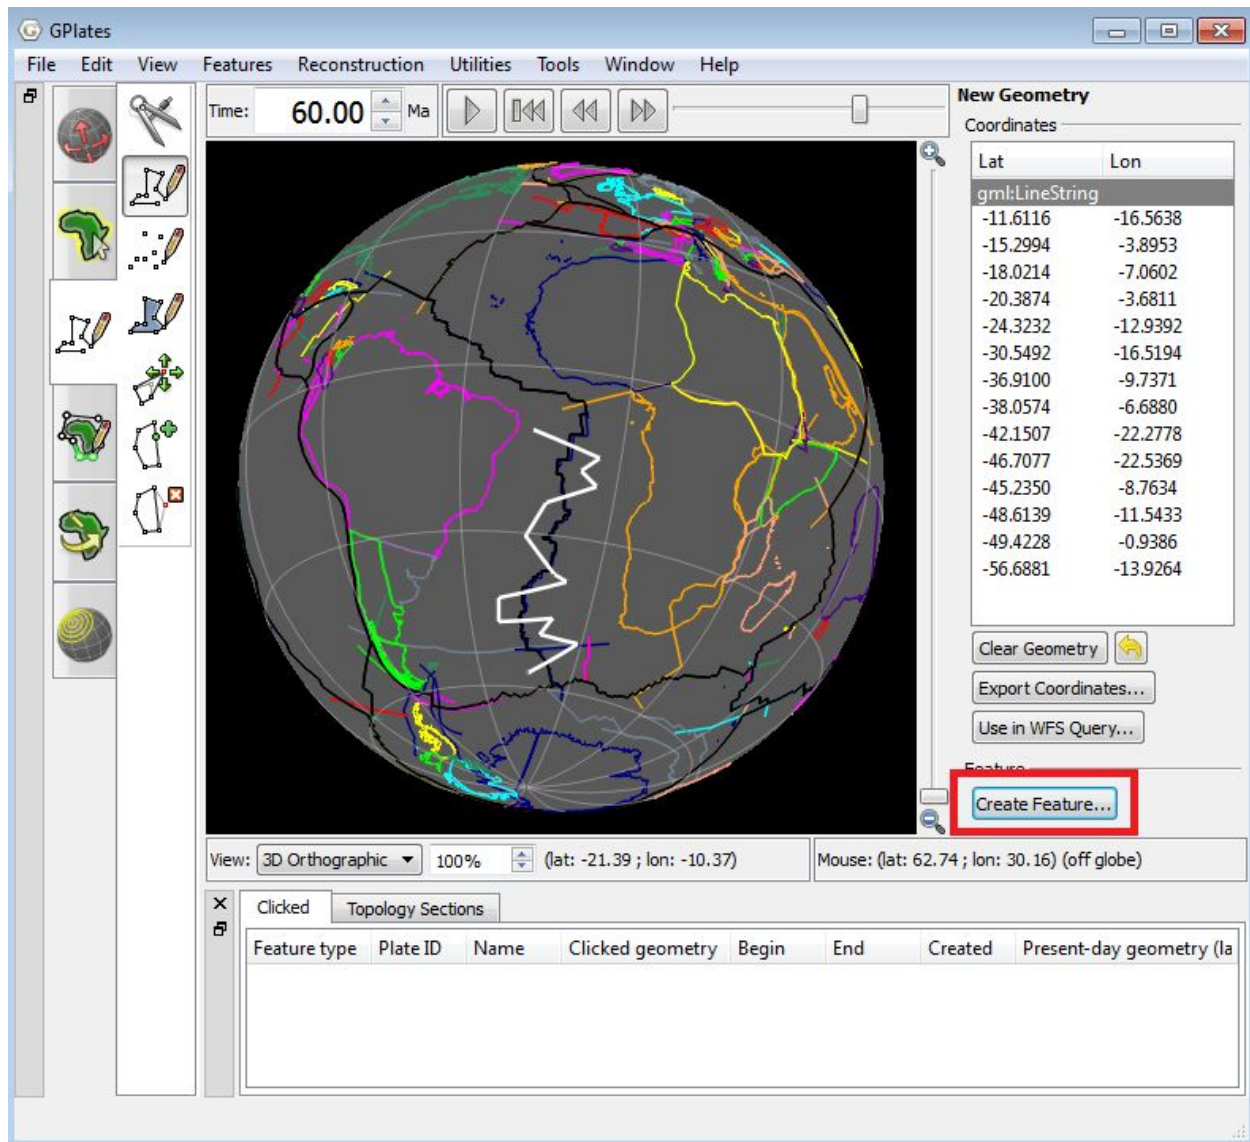 GPlates
File Edit View Features Reconstruction Utilities Tools Window Help
Time: 60.00 Ma
New Geometry
Coordinates
Lat Lon
gml:LineString
-11.6116 -16.5638
-15.2994 -3.8953
-18.0214 -7.0602
-20.3874 -3.6811
-24.3232 -12.9392
-30.5492 -16.5194
-36.9100 -9.7371
-38.0574 -6.6880
-42.1507 -22.2778
-46.7077 -22.5369
-45.2350 -8.7634
-48.6139 -11.5433
-49.4228 -0.9386
-56.6881 -13.9264
Clear Geometry
Export Coordinates...
Use in WFS Query...
Feature
Create Feature...
View: 3D Orthographic 100% (lat: -21.39 ; lon: -10.37) Mouse: (lat: 62.74 ; lon: 30.16) (off globe)
Clicked Topology Sections
Feature type Plate ID Name Clicked geometry Begin End Created Present-day geometry (la